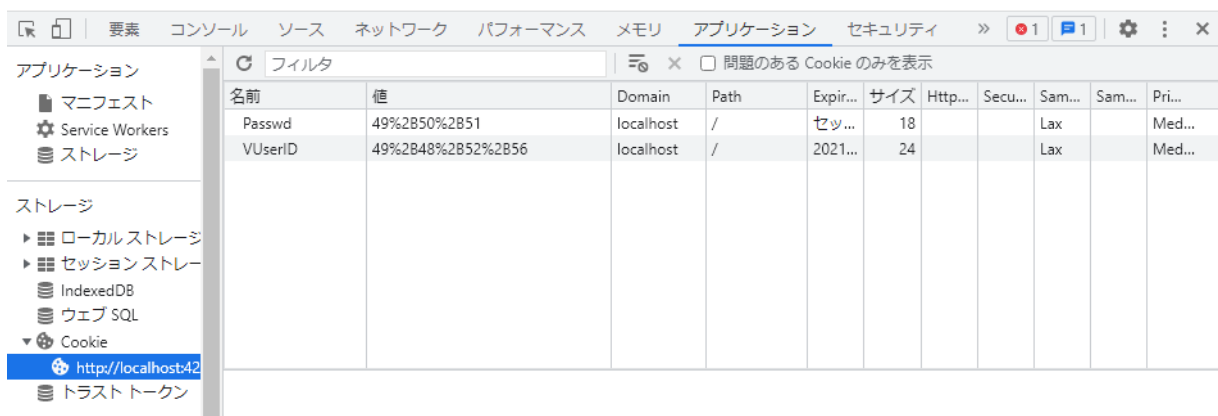 要素 コンソール ソース ネットワーク パフォーマンス メモリ アプリケーション セキュリティ » 1 1
アプリケーション
マニフェスト
Service Workers
ストレージ
ストレージ
ローカル ストレージ
セッション ストレー
IndexedDB
ウェブ SQL
Cookie
http://localhost:42
トラスト トークン
フィルタ 問題のある Cookie のみを表示
名前 値 Domain Path Expir... サイズ Http... Secu... Sam... Sam... Pri...
Passwd 49%2B50%2B51 localhost / セッ... 18 Lax Med...
VUserID 49%2B48%2B52%2B56 localhost / 2021... 24 Lax Med...